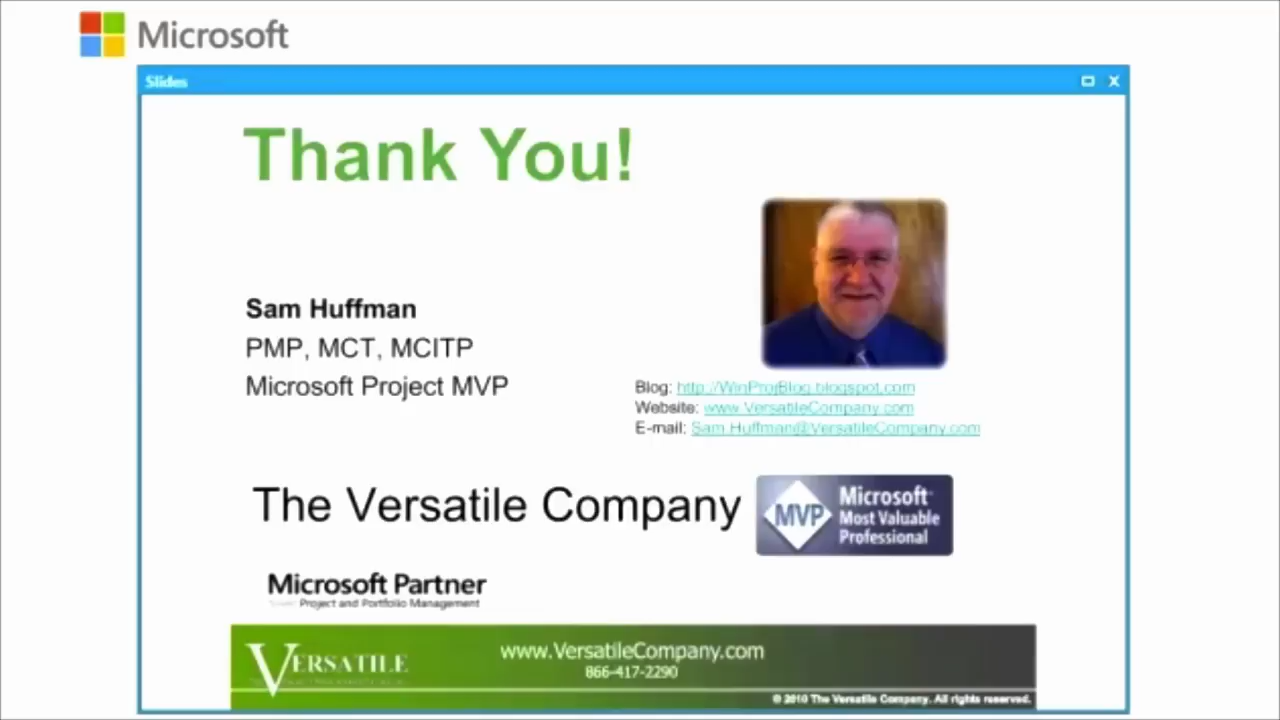 Microsoft
Slides
Thank You!
Sam Huffman
PMP, MCT, MCITP
Microsoft Project MVP
Blog: http://WinProjBlog.blogspot.com
Website: www.VersatileCompany.com
E-mail: Sam.Huffman@VersatileCompany.com
The Versatile Company
MVP
Microsoft
Most Valuable
Professional
Microsoft Partner
Project and Portfolio Management
VERSATILE
www.VersatileCompany.com
866-417-2290
© 2010 The Versatile Company. All rights reserved.